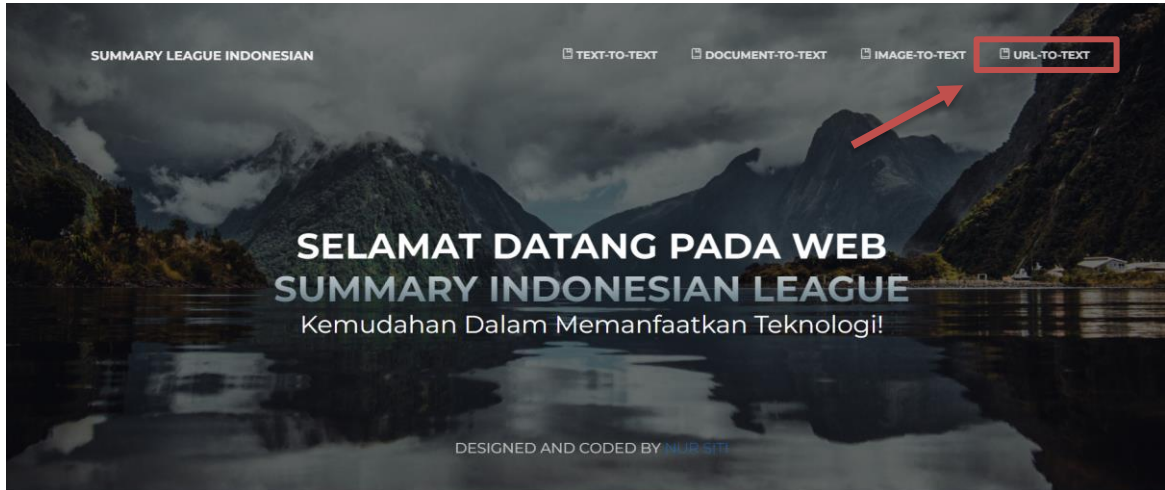 SUMMARY LEAGUE INDONESIAN
TEXT-TO-TEXT
DOCUMENT-TO-TEXT
IMAGE-TO-TEXT
URL-TO-TEXT
SELAMAT DATANG PADA WEB
SUMMARY INDONESIAN LEAGUE
Kemudahan Dalam Memanfaatkan Teknologi!
DESIGNED AND CODED BY NUR SITI